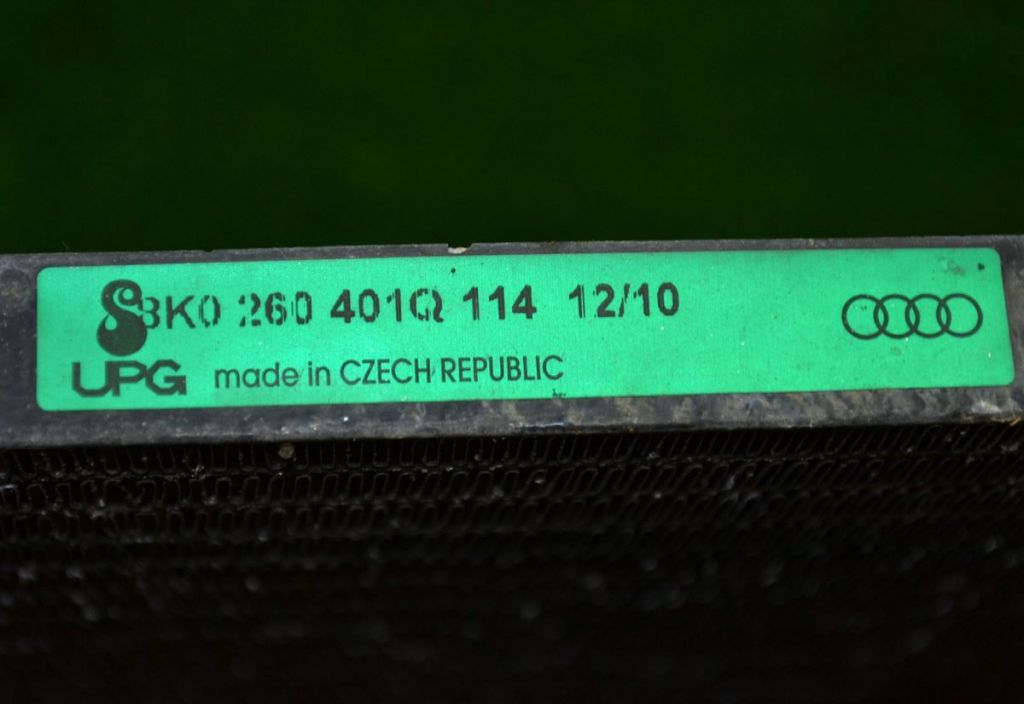 8K0 260 401Q 114 12/10
UPG made in CZECH REPUBLIC